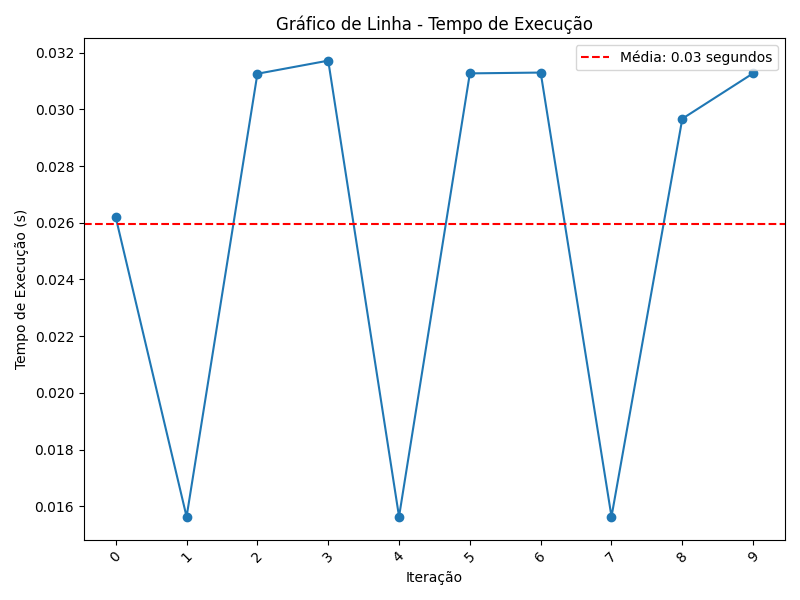 Gráfico de Linha - Tempo de Execução
Média: 0.03 segundos
Tempo de Execução (s)
0.032
0.030
0.028
0.026
0.024
0.022
0.020
0.018
0.016
0 1 2 3 4 5 6 7 8 9
Iteração